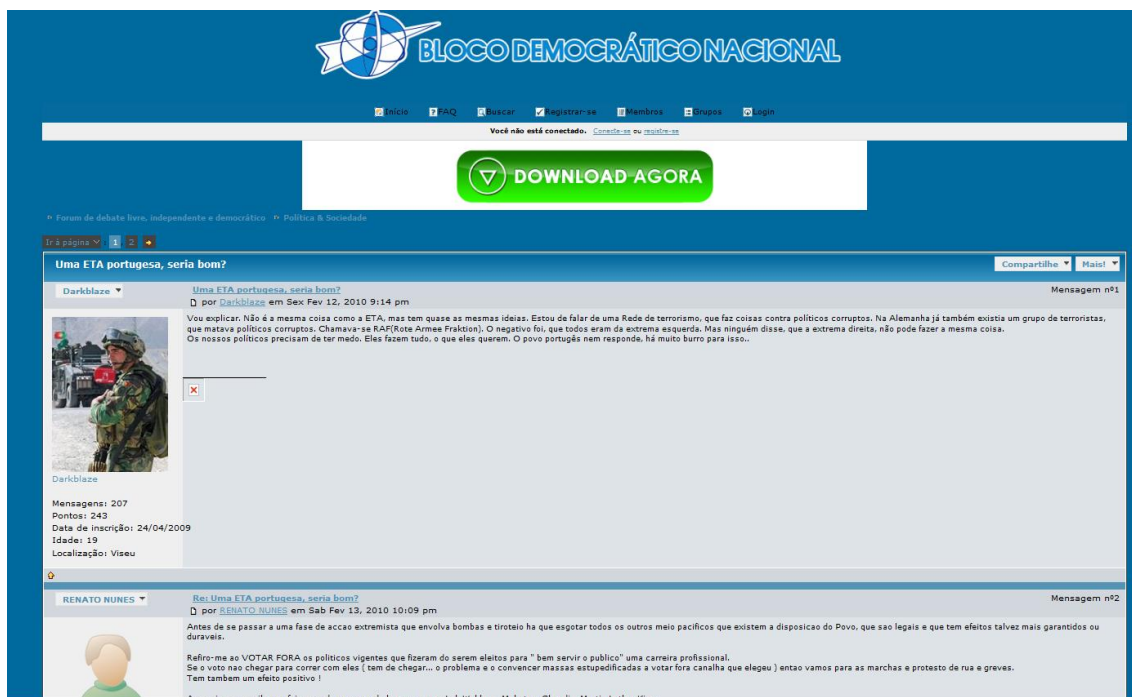 BLOCO DEMOCRÁTICO NACIONAL
Início FAQ Buscar Registrar-se Membros Grupos Login
Você não está conectado. Conecte-se ou registre-se
DOWNLOAD AGORA
Forum de debate livre, independente e democrático Política & Sociedade
Ir à página 1 2
Uma ETA portuguesa, seria bom? Compartilhe Mais!
Darkblaze Uma ETA portuguesa, seria bom? Mensagem nº1
por Darkblaze em Sex Fev 12, 2010 9:14 pm
Vou explicar. Não é a mesma coisa como a ETA, mas tem quase as mesmas ideias. Estou de falar de uma Rede de terrorismo, que faz coisas contra políticos corruptos. Na Alemanha já também existia um grupo de terroristas,
que matava políticos corruptos. Chamava-se RAF(Rote Armee Fraktion). O negativo foi, que todos eram da extrema esquerda. Mas ninguém disse, que a extrema direita, não pode fazer a mesma coisa.
Os nossos políticos precisam de ter medo. Eles fazem tudo, o que eles querem. O povo portugês nem responde, há muito burro para isso..
Darkblaze
Mensagens: 207
Pontos: 243
Data de inscrição: 24/04/2009
Idade: 19
Localização: Viseu
RENATO NUNES Re: Uma ETA portuguesa, seria bom? Mensagem nº2
por RENATO NUNES em Sab Fev 13, 2010 10:09 pm
Antes de se passar a uma fase de accao extremista que envolva bombas e tiroteio ha que esgotar todos os outros meio pacificos que existem a disposicao do Povo, que sao legais e que tem efeitos talvez mais garantidos ou
duraveis.
Refiro-me ao VOTAR FORA os politicos vigentes que fizeram do serem eleitos para " bem servir o publico" uma carreira profissional.
Se o voto nao chegar para correr com eles ( tem de chegar... o problema e o convencer massas estupedificadas a votar fora canalha que elegeu ) entao vamos para as marchas e protesto de rua e greves.
Tem tambem um efeito positivo !